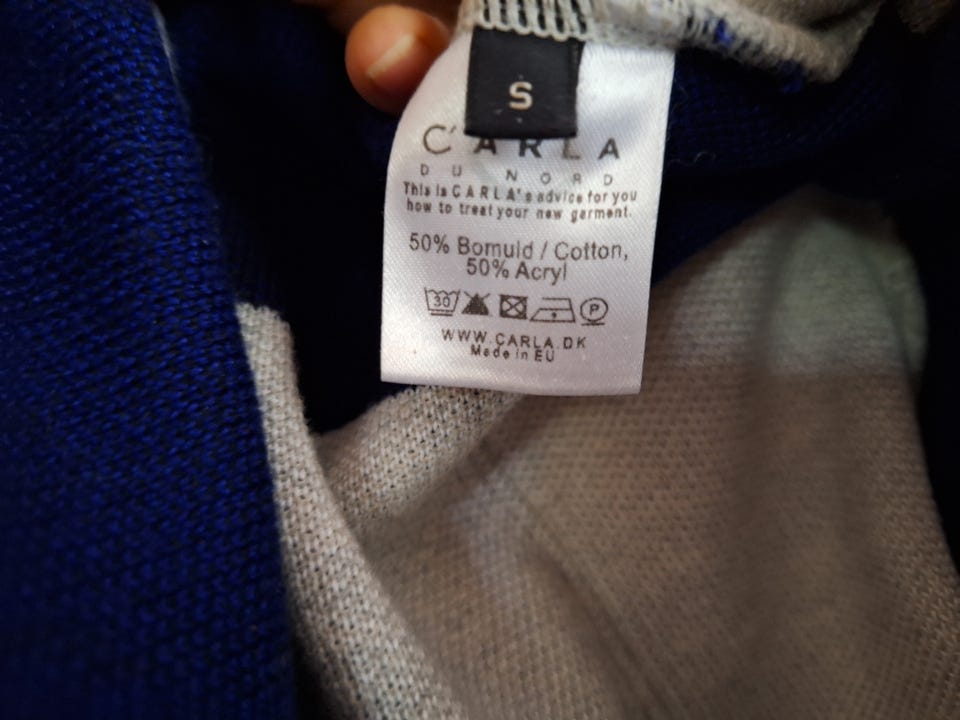 S
C'ARLA
DU NORD
This is CARLA's advice for you
how to treat your new garment.
50% Bomuld / Cotton,
50% Acryl
30
P
WWW.CARLA.DK
Made in EU